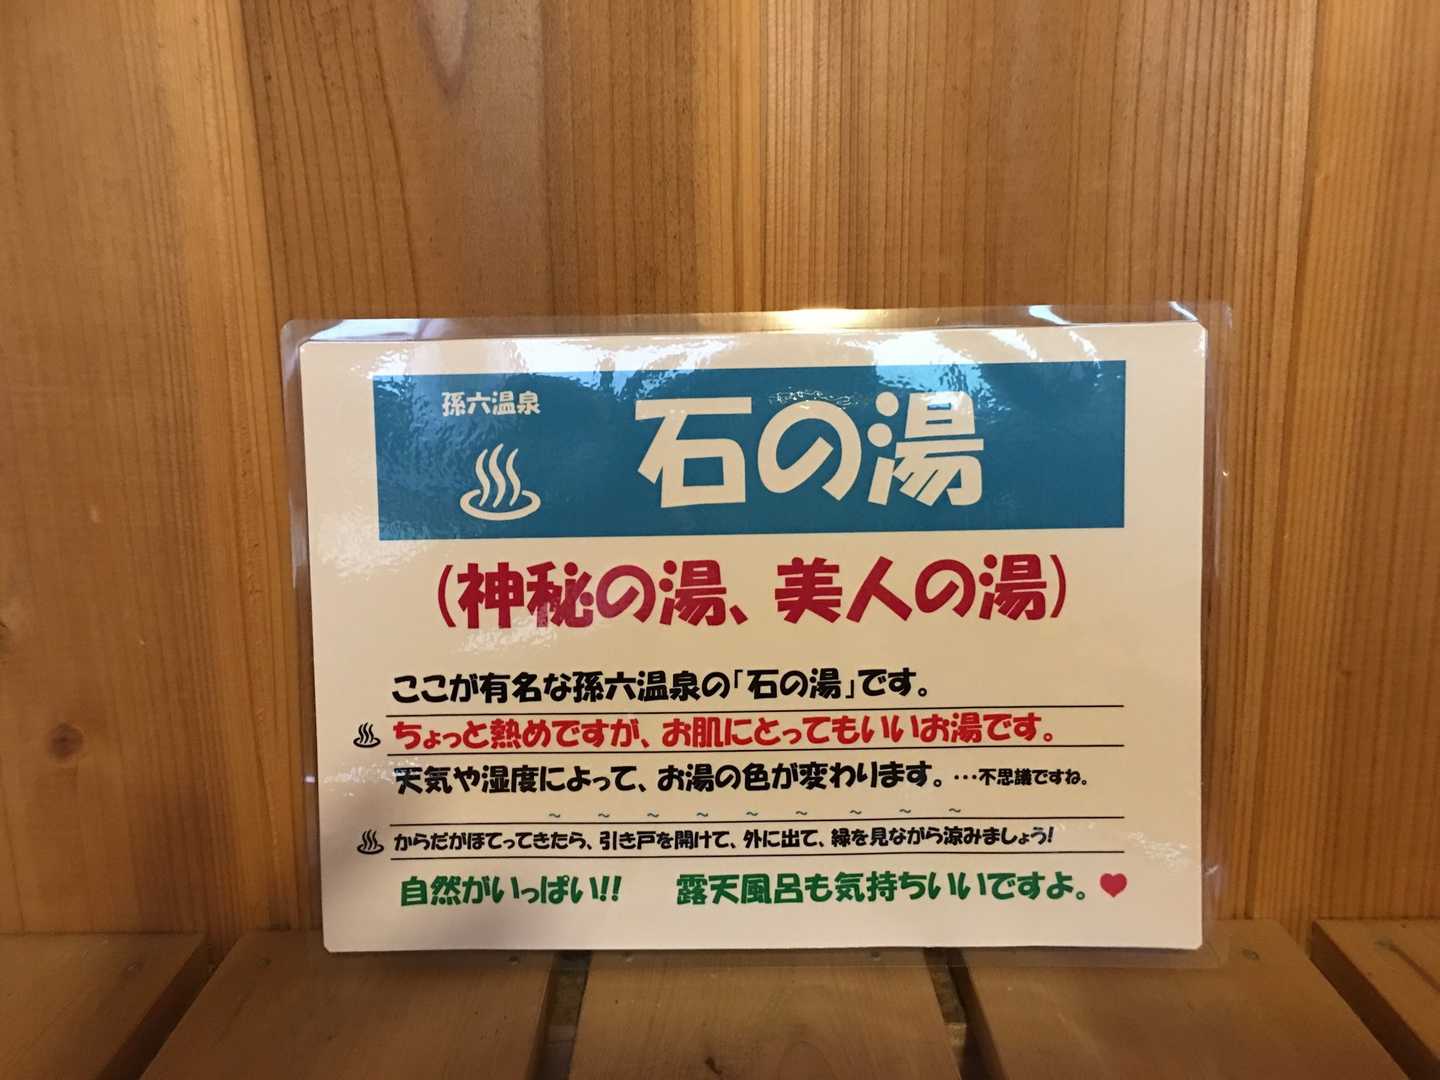 孫六温泉
石の湯
(神秘の湯、美人の湯)
ここが有名な孫六温泉の「石の湯」です。
ちょっと熱めですが、お肌にとってもいいお湯です。
天気や湿度によって、お湯の色が変わります。…不思議ですね。
～ ～ ～ ～ ～ ～ ～ ～ ～
からだがほてってきたら、引き戸を開けて、外に出て、緑を見ながら涼みましょう!
自然がいっぱい!! 露天風呂も気持ちいいですよ。♥